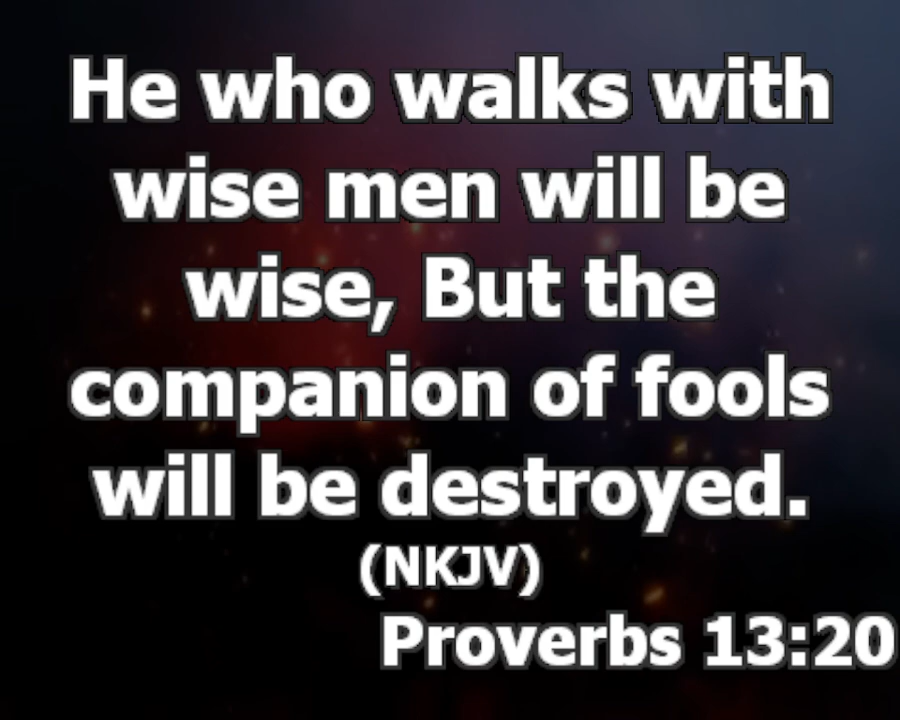 He who walks with
wise men will be
wise, But the
companion of fools
will be destroyed.
(NKJV)
Proverbs 13:20